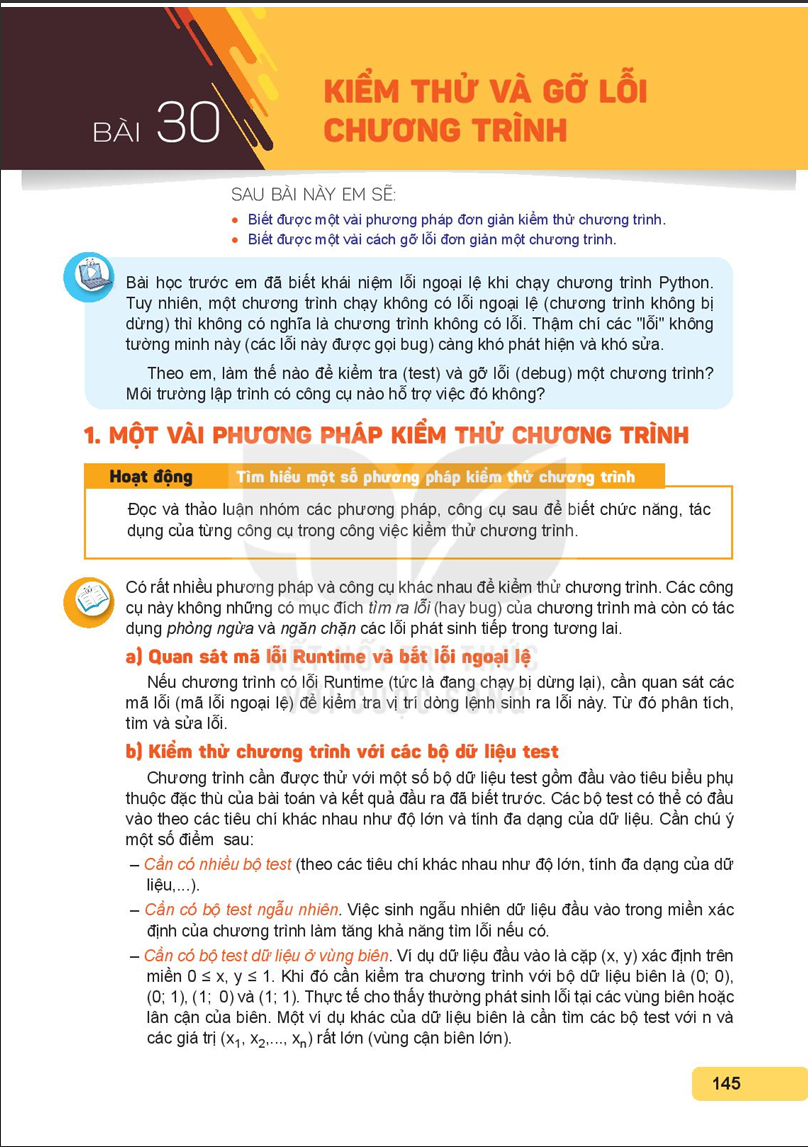 BÀI 30
KIỂM THỬ VÀ GỠ LỖI
CHƯƠNG TRÌNH
SAU BÀI NÀY EM SẼ:
• Biết được một vài phương pháp đơn giản kiểm thử chương trình.
• Biết được một vài cách gỡ lỗi đơn giản một chương trình.
Bài học trước em đã biết khái niệm lỗi ngoại lệ khi chạy chương trình Python.
Tuy nhiên, một chương trình chạy không có lỗi ngoại lệ (chương trình không bị
dừng) thì không có nghĩa là chương trình không có lỗi. Thậm chí các "lỗi" không
tường minh này (các lỗi này được gọi bug) càng khó phát hiện và khó sửa.
Theo em, làm thế nào để kiểm tra (test) và gỡ lỗi (debug) một chương trình?
Môi trường lập trình có công cụ nào hỗ trợ việc đó không?
1. MỘT VÀI PHƯƠNG PHÁP KIỂM THỬ CHƯƠNG TRÌNH
Hoạt động Tìm hiểu một số phương pháp kiểm thử chương trình
Đọc và thảo luận nhóm các phương pháp, công cụ sau để biết chức năng, tác
dụng của từng công cụ trong công việc kiểm thử chương trình.
Có rất nhiều phương pháp và công cụ khác nhau để kiểm thử chương trình. Các công
cụ này không những có mục đích tìm ra lỗi (hay bug) của chương trình mà còn có tác
dụng phòng ngừa và ngăn chặn các lỗi phát sinh tiếp trong tương lai.
a) Quan sát mã lỗi Runtime và bắt lỗi ngoại lệ
Nếu chương trình có lỗi Runtime (tức là đang chạy bị dừng lại), cần quan sát các
mã lỗi (mã lỗi ngoại lệ) để kiểm tra vị trí dòng lệnh sinh ra lỗi này. Từ đó phân tích,
tìm và sửa lỗi.
KẾT NỐI TRI THỨC
VỚI CUỘC SỐNG
b) Kiểm thử chương trình với các bộ dữ liệu test
Chương trình cần được thử với một số bộ dữ liệu test gồm đầu vào tiêu biểu phụ
thuộc đặc thù của bài toán và kết quả đầu ra đã biết trước. Các bộ test có thể có đầu
vào theo các tiêu chí khác nhau như độ lớn và tính đa dạng của dữ liệu. Cần chú ý
một số điểm sau:
– Cần có nhiều bộ test (theo các tiêu chí khác nhau như độ lớn, tính đa dạng của dữ
liệu,...).
– Cần có bộ test ngẫu nhiên. Việc sinh ngẫu nhiên dữ liệu đầu vào trong miền xác
định của chương trình làm tăng khả năng tìm lỗi nếu có.
– Cần có bộ test dữ liệu ở vùng biên. Ví dụ dữ liệu đầu vào là cặp (x, y) xác định trên
miền 0 ≤ x, y ≤ 1. Khi đó cần kiểm tra chương trình với bộ dữ liệu biên là (0; 0),
(0; 1), (1; 0) và (1; 1). Thực tế cho thấy thường phát sinh lỗi tại các vùng biên hoặc
lân cận của biên. Một ví dụ khác của dữ liệu biên là cần tìm các bộ test với n và
các giá trị (x₁, x₂,..., xₙ) rất lớn (vùng cận biên lớn).
145